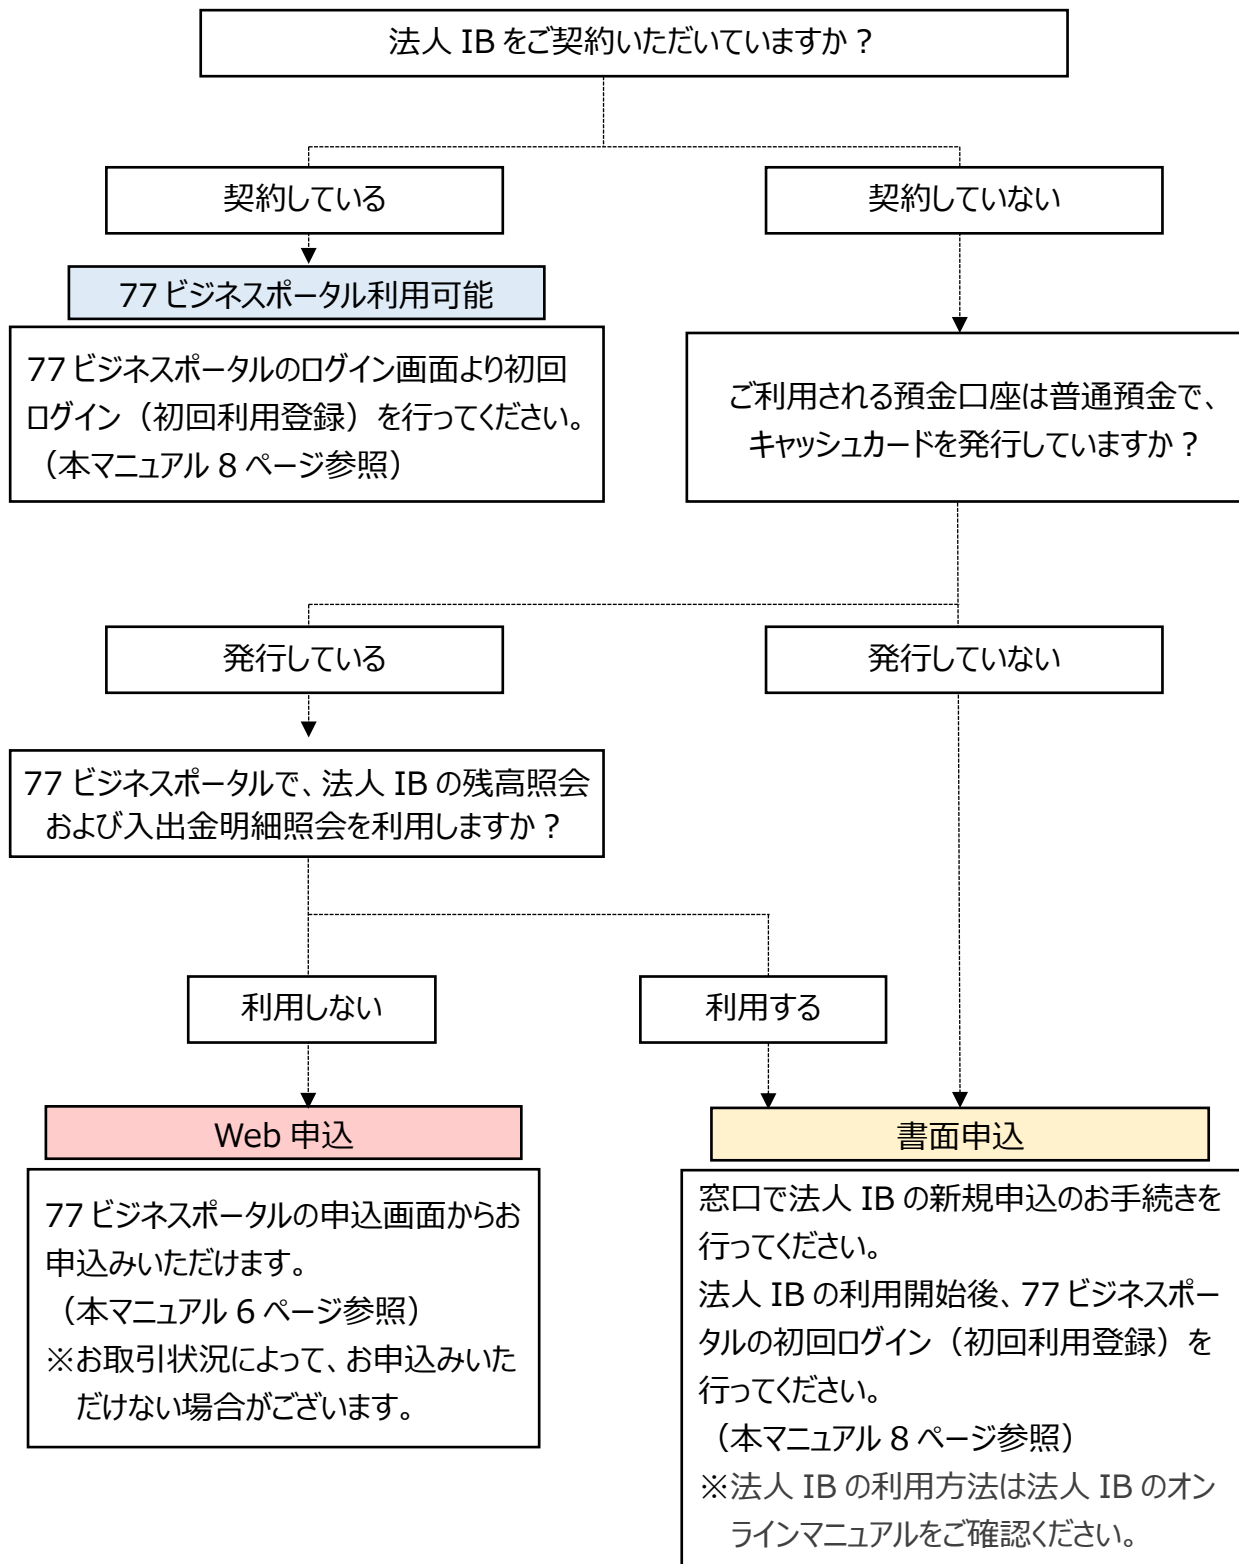 法人 IB をご契約いただいていますか？
契約している
契約していない
77 ビジネスポータル利用可能
77 ビジネスポータルのログイン画面より初回
ログイン（初回利用登録）を行ってください。
（本マニュアル 8 ページ参照）
ご利用される預金口座は普通預金で、
キャッシュカードを発行していますか？
発行している
発行していない
77 ビジネスポータルで、法人 IB の残高照会
および入出金明細照会を利用しますか？
利用しない
利用する
Web 申込
77 ビジネスポータルの申込画面からお
申込みいただけます。
（本マニュアル 6 ページ参照）
※お取引状況によって、お申込みいた
だけない場合がございます。
書面申込
窓口で法人 IB の新規申込のお手続きを
行ってください。
法人 IB の利用開始後、77 ビジネスポー
タルの初回ログイン（初回利用登録）を
行ってください。
（本マニュアル 8 ページ参照）
※法人 IB の利用方法は法人 IB のオン
ラインマニュアルをご確認ください。